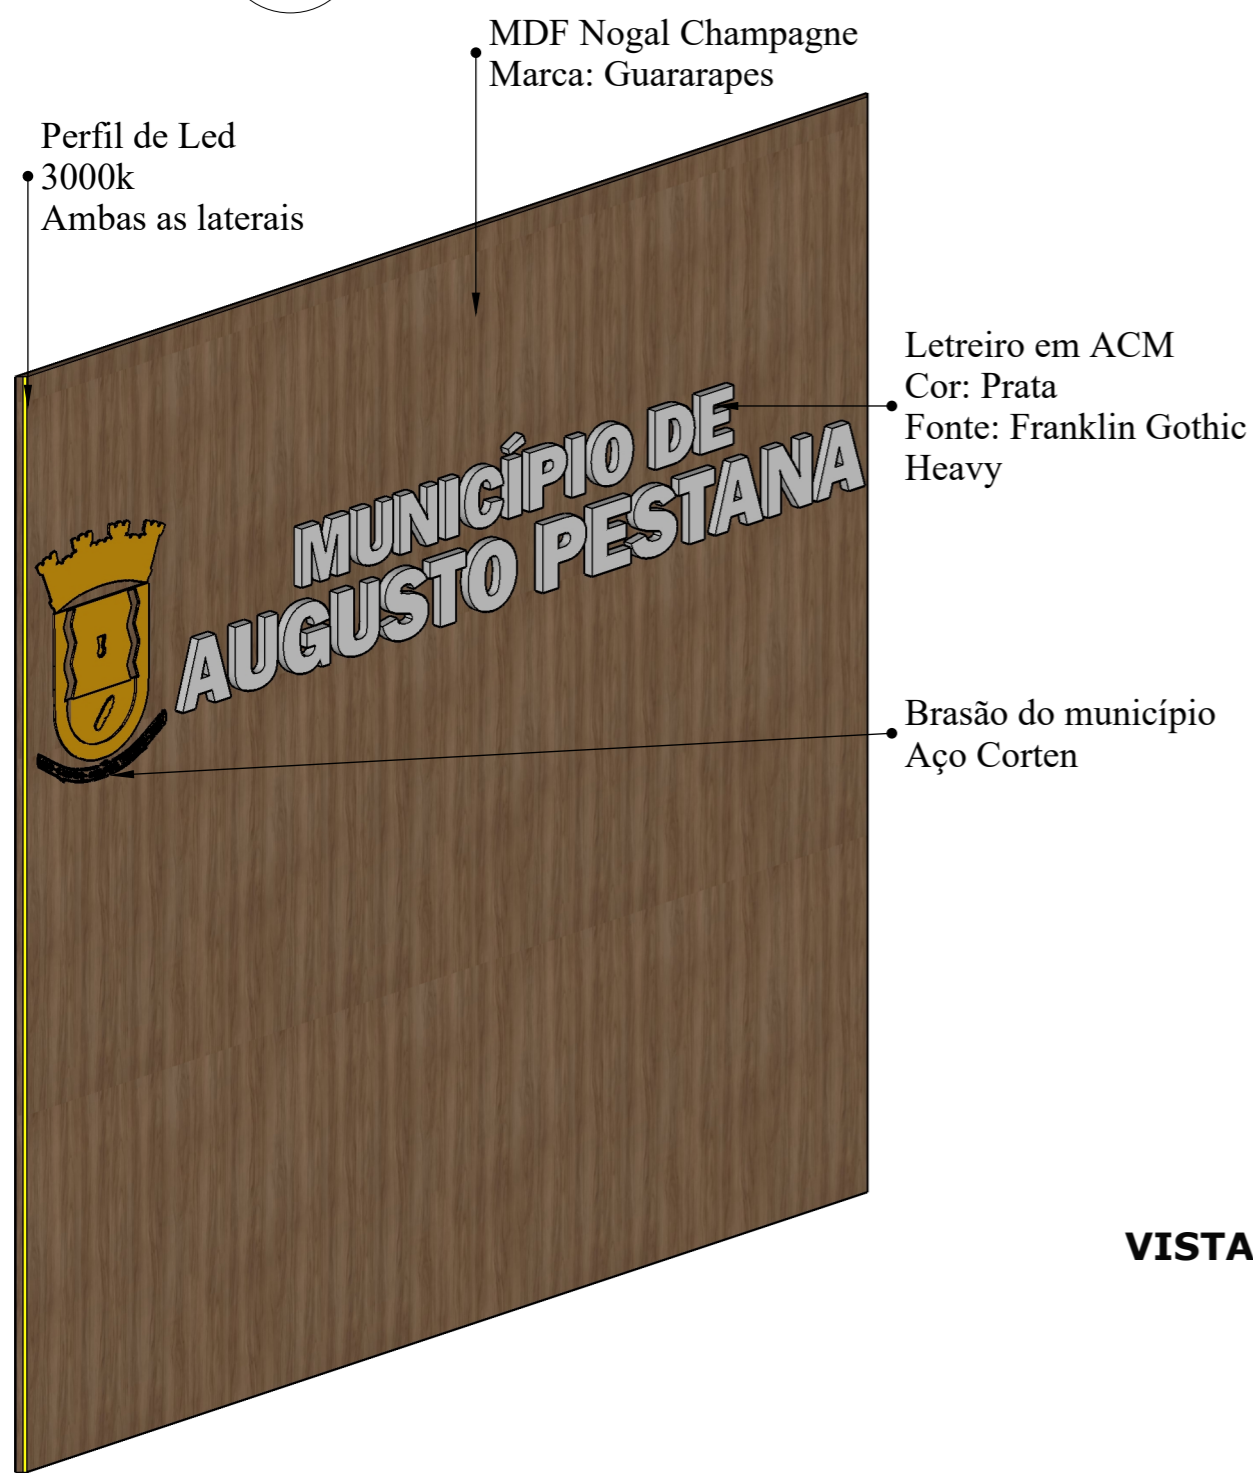 MDF Nogal Champagne
Marca: Guararapes
Perfil de Led
3000k
Ambas as laterais
Letreiro em ACM
Cor: Prata
Fonte: Franklin Gothic
Heavy
MUNICÍPIO DE
AUGUSTO PESTANA
Brasão do município
Aço Corten
VISTA